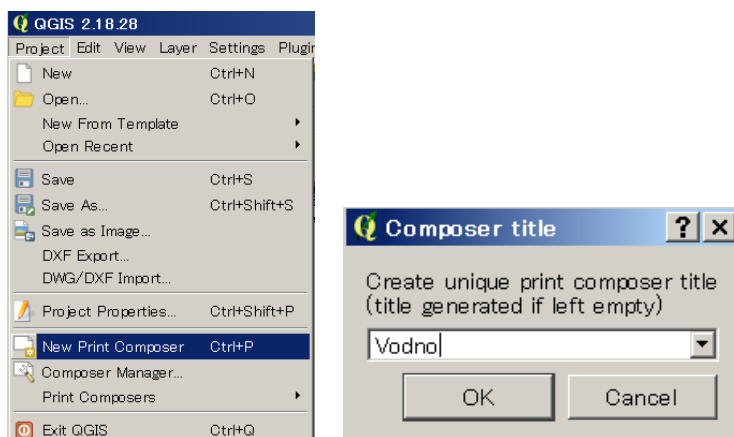 QGIS 2.18.28
Project Edit View Layer Settings Plugin
New Ctrl+N
Open... Ctrl+O
New From Template
Open Recent
Save Ctrl+S
Save As... Ctrl+Shift+S
Save as Image...
DXF Export...
DWG/DXF Import...
Project Properties... Ctrl+Shift+P
New Print Composer Ctrl+P
Composer Manager...
Print Composers
Exit QGIS Ctrl+Q
Composer title ? ×
Create unique print composer title
(title generated if left empty)
Vodno
OK Cancel